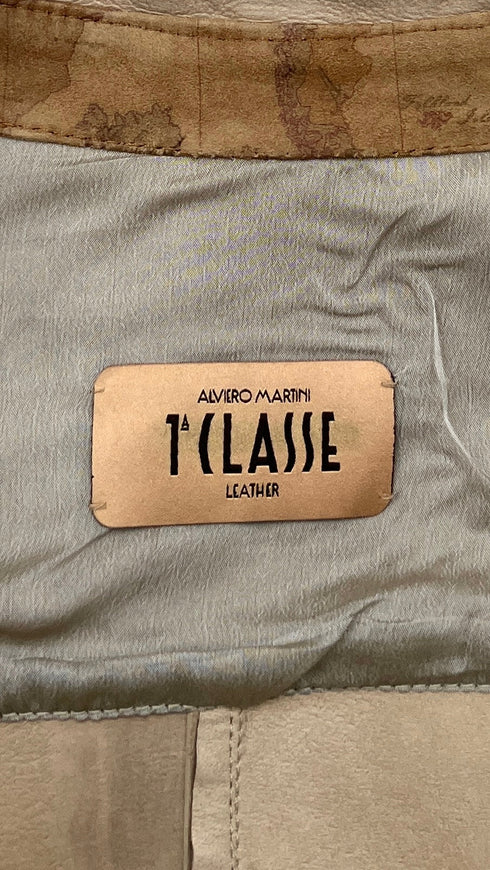 ALVIERO MARTINI
1ᴬ CLASSE
LEATHER